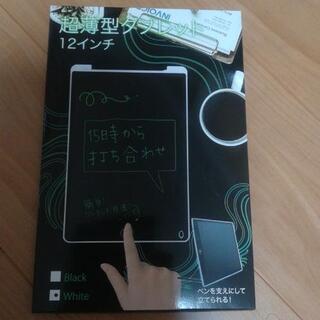 超薄型タブレット
12インチ
15時から
打ち合わせ
Black
White
ペンを支えにして
立てられる!